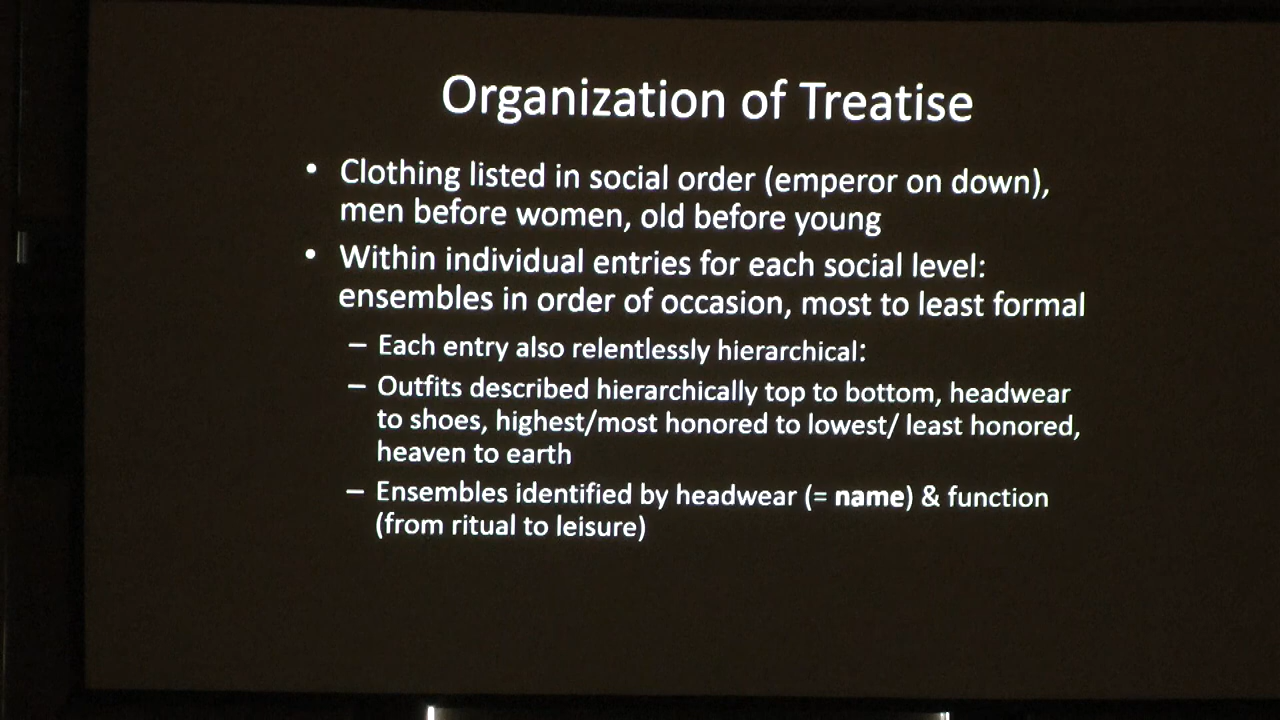 Organization of Treatise
• Clothing listed in social order (emperor on down),
men before women, old before young
• Within individual entries for each social level:
ensembles in order of occasion, most to least formal
– Each entry also relentlessly hierarchical:
– Outfits described hierarchically top to bottom, headwear
to shoes, highest/most honored to lowest/ least honored,
heaven to earth
– Ensembles identified by headwear (= name) & function
(from ritual to leisure)